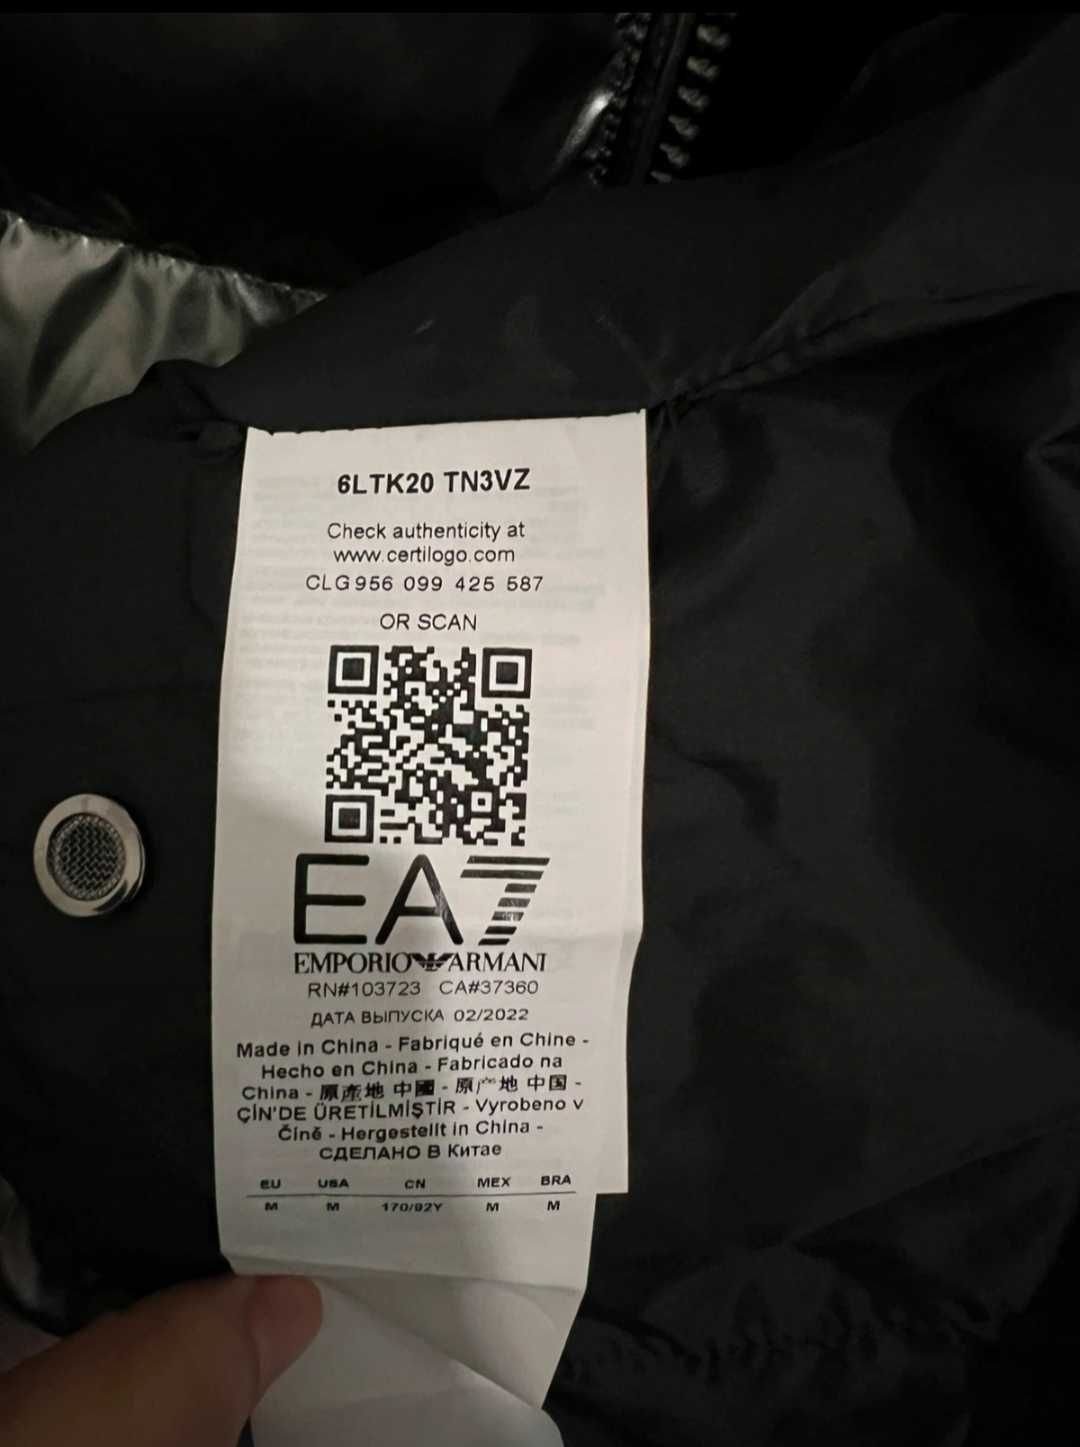 6LTK20 TN3VZ
Check authenticity at
www.certilogo.com
CLG 956 099 425 587
OR SCAN
EA7
EMPORIO ARMANI
RN#103723 CA#37360
ДАТА ВЫПУСКА 02/2022
Made in China - Fabriqué en Chine -
Hecho en China - Fabricado na
China - 原產地 中國 - 原产地 中国 -
ÇİN'DE ÜRETİLMİŞTİR - Vyrobeno v
Číně - Hergestellt in China -
СДЕЛАНО В Китае
EU USA CN MEX BRA
M M 170/92Y M M